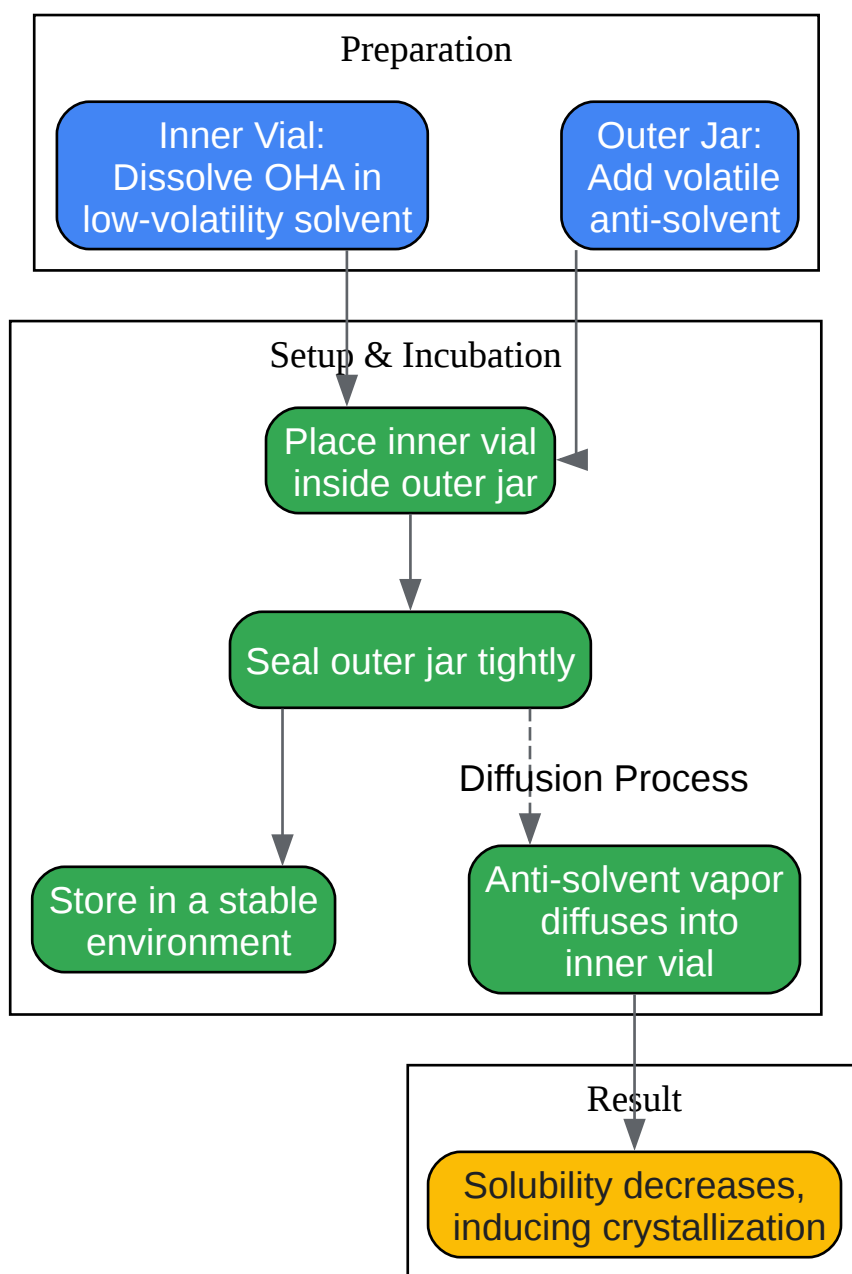 Preparation
Inner Vial:
Dissolve OHA in
low-volatility solvent
Outer Jar:
Add volatile
anti-solvent
Setup & Incubation
Place inner vial
inside outer jar
Seal outer jar tightly
Diffusion Process
Store in a stable
environment
Anti-solvent vapor
diffuses into
inner vial
Result
Solubility decreases,
inducing crystallization